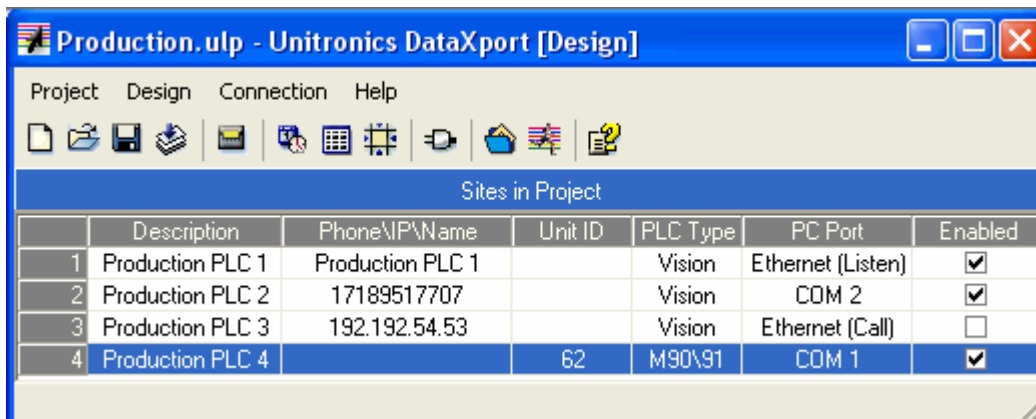 Production.ulp - Unitronics DataXport [Design]
Project Design Connection Help
Sites in Project
Description Phone\IP\Name Unit ID PLC Type PC Port Enabled
1 Production PLC 1 Production PLC 1 Vision Ethernet (Listen)
2 Production PLC 2 17189517707 Vision COM 2
3 Production PLC 3 192.192.54.53 Vision Ethernet (Call)
4 Production PLC 4 62 M90\91 COM 1